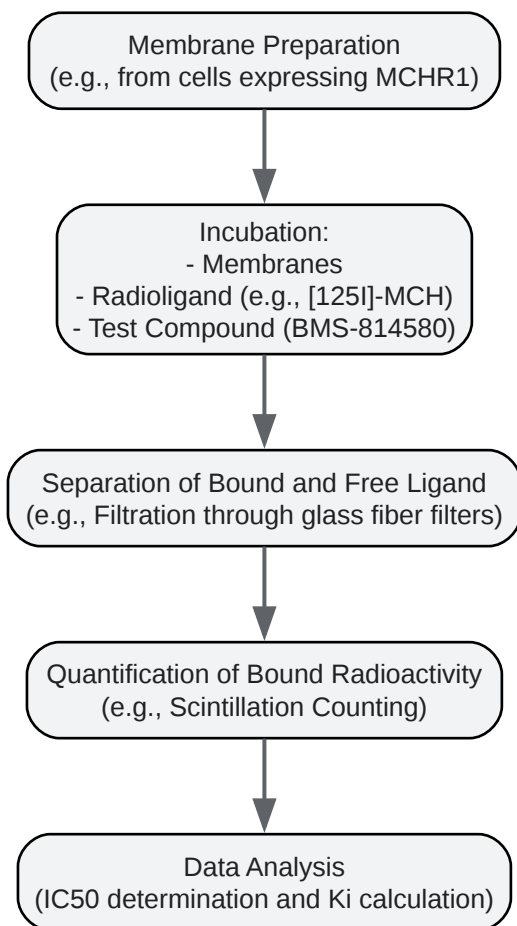 Membrane Preparation
(e.g., from cells expressing MCHR1)
Incubation:
- Membranes
- Radioligand (e.g., [125I]-MCH)
- Test Compound (BMS-814580)
Separation of Bound and Free Ligand
(e.g., Filtration through glass fiber filters)
Quantification of Bound Radioactivity
(e.g., Scintillation Counting)
Data Analysis
(IC50 determination and Ki calculation)